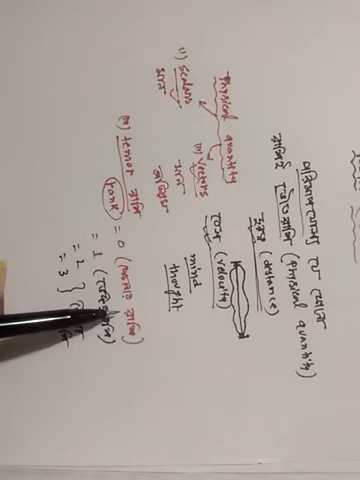 পরিমাপযোগ্য যে কোনো
রাশিই ভৌত রাশি (physical quantity)
দূরত্ব (distance)
বেগ (velocity)
mind
thought
Physical quantity
i) Scalars
(ii) Vectors
(iii) tensor রাশি
rank = 0 (স্কেলার রাশি)
= 1
= 2
= 3